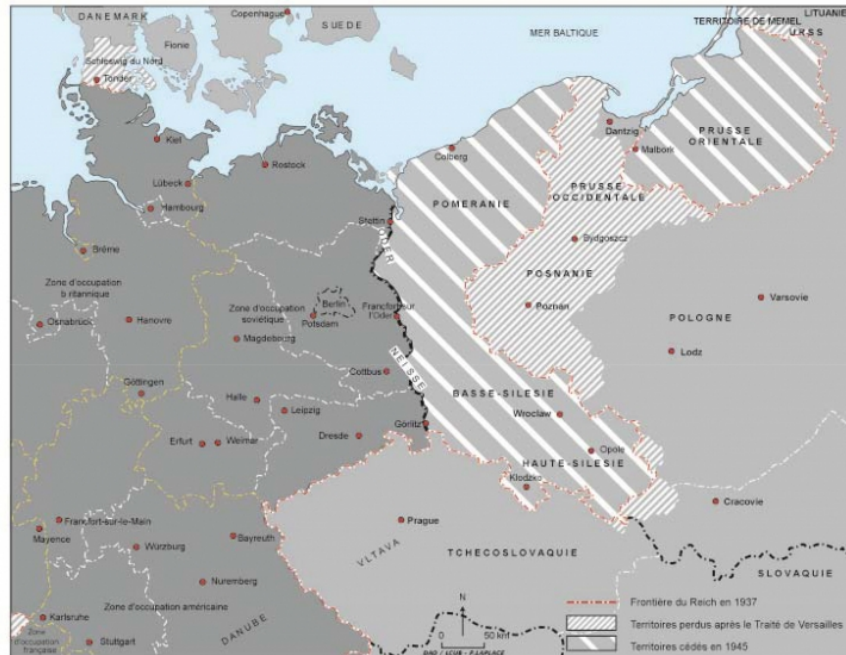 DANEMARK
Copenhague
SUEDE
MER BALTIQUE
LITUANIE
TERRITOIRE DE MEMEL
U.R.S.S
Fionie
Schleswig du Nord
Tonder
Kiel
Rostock
Lübeck
Hambourg
Colberg
Dantzig
Malbork
PRUSSE
ORIENTALE
POMERANIE
PRUSSE
OCCIDENTALE
Stettin
ODER
Brême
Bydgoszcz
Zone d'occupation
b ritannique
POSNANIE
Osnabrück
Hanovre
Zone d'occupation
soviétique
Berlin
Potsdam
Francfort sur
l'Oder
Poznan
Varsovie
POLOGNE
Magdebourg
Lodz
NEISSE
Cottbus
Göttingen
Halle
Leipzig
BASSE-SILESIE
Wroclaw
Erfurt
Weimar
Dresde
Görlitz
Opole
HAUTE-SILESIE
Klodzko
Cracovie
Francfort-sur-le-Main
Mayence
Bayreuth
Würzburg
Prague
VLTAVA
TCHECOSLOVAQUIE
SLOVAQUIE
Nuremberg
Zone d'occupation américaine
DANUBE
Karlsruhe
Zone
d'occupation
française
Stuttgart
N
0 50 km
Frontière du Reich en 1937
Territoires perdus après le Traité de Versailles
Territoires cédés en 1945